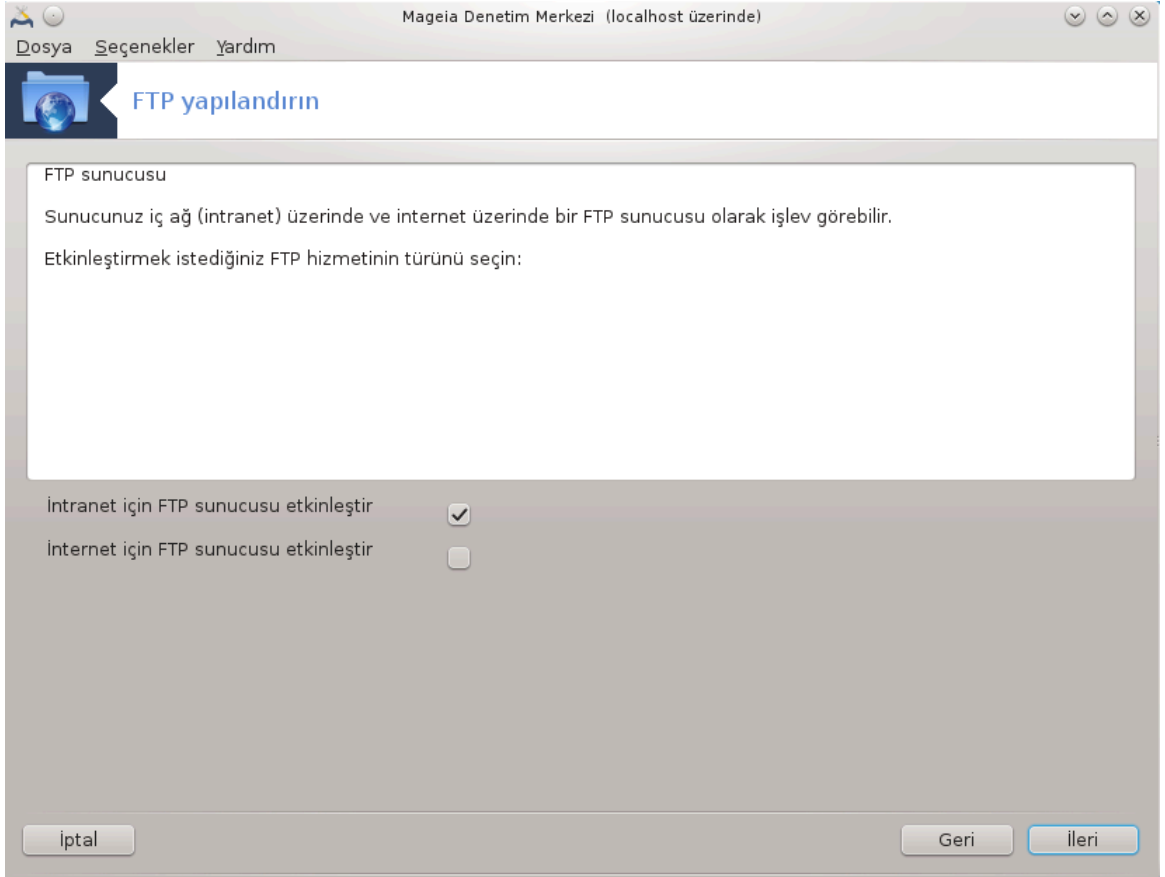 Mageia Denetim Merkezi (localhost üzerinde)
Dosya Seçenekler Yardım
FTP yapılandırın
FTP sunucusu
Sunucunuz iç ağ (intranet) üzerinde ve internet üzerinde bir FTP sunucusu olarak işlev görebilir.
Etkinleştirmek istediğiniz FTP hizmetinin türünü seçin:
İntranet için FTP sunucusu etkinleştir
İnternet için FTP sunucusu etkinleştir
İptal Geri İleri